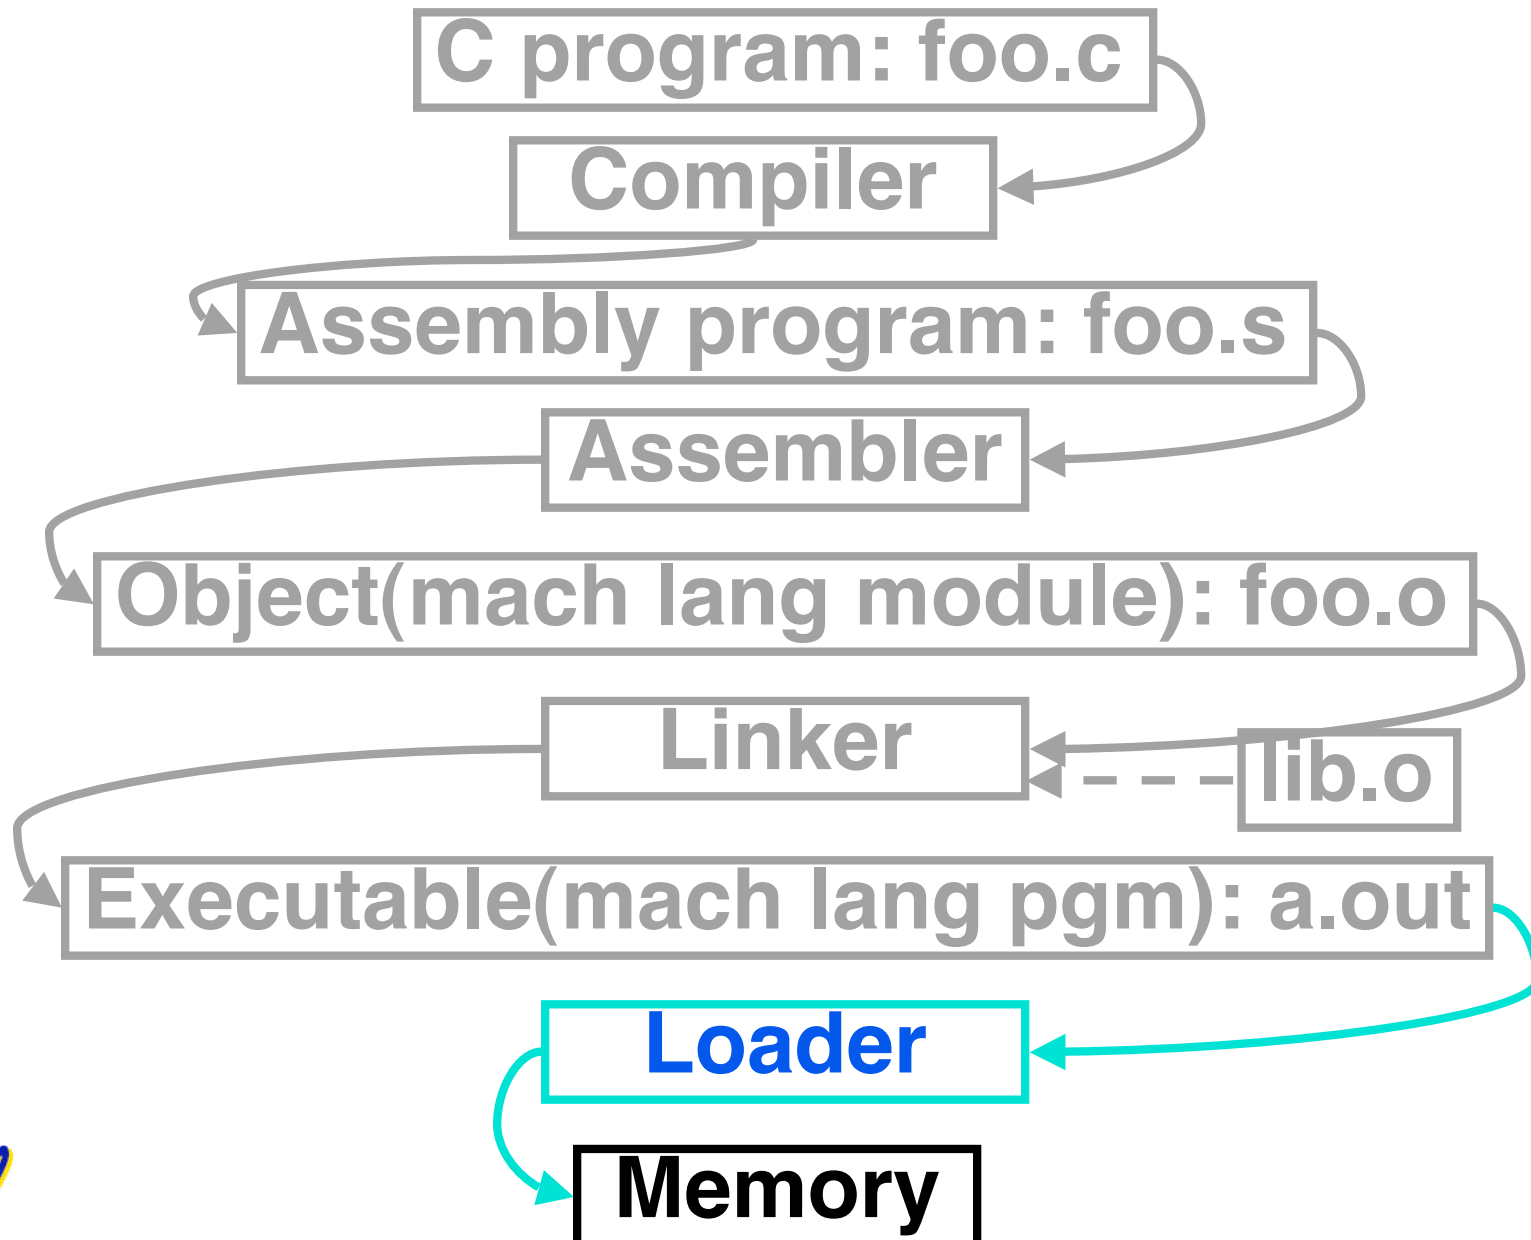 C program: foo.c
Compiler
Assembly program: foo.s
Assembler
Object(mach lang module): foo.o
Linker
lib.o
Executable(mach lang pgm): a.out
Loader
Memory